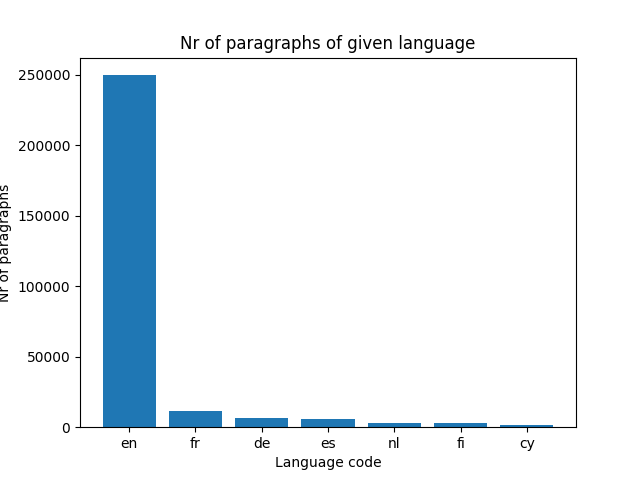 Nr of paragraphs of given language
250000
200000
150000
100000
50000
0
Nr of paragraphs
en fr de es nl fi cy
Language code